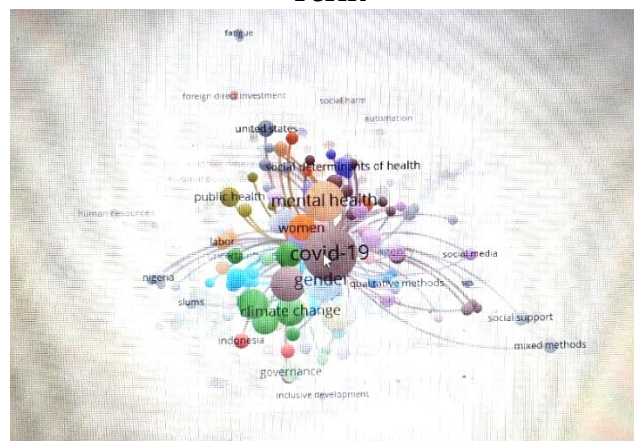 fatigue
foreign direct investment
social harm
automation
united states
social determinants of health
public health
mental health
human resources
women
labor
covid-19
social media
nigeria
gender
qualitative methods
slums
climate change
social support
indonesia
mixed methods
governance
inclusive development